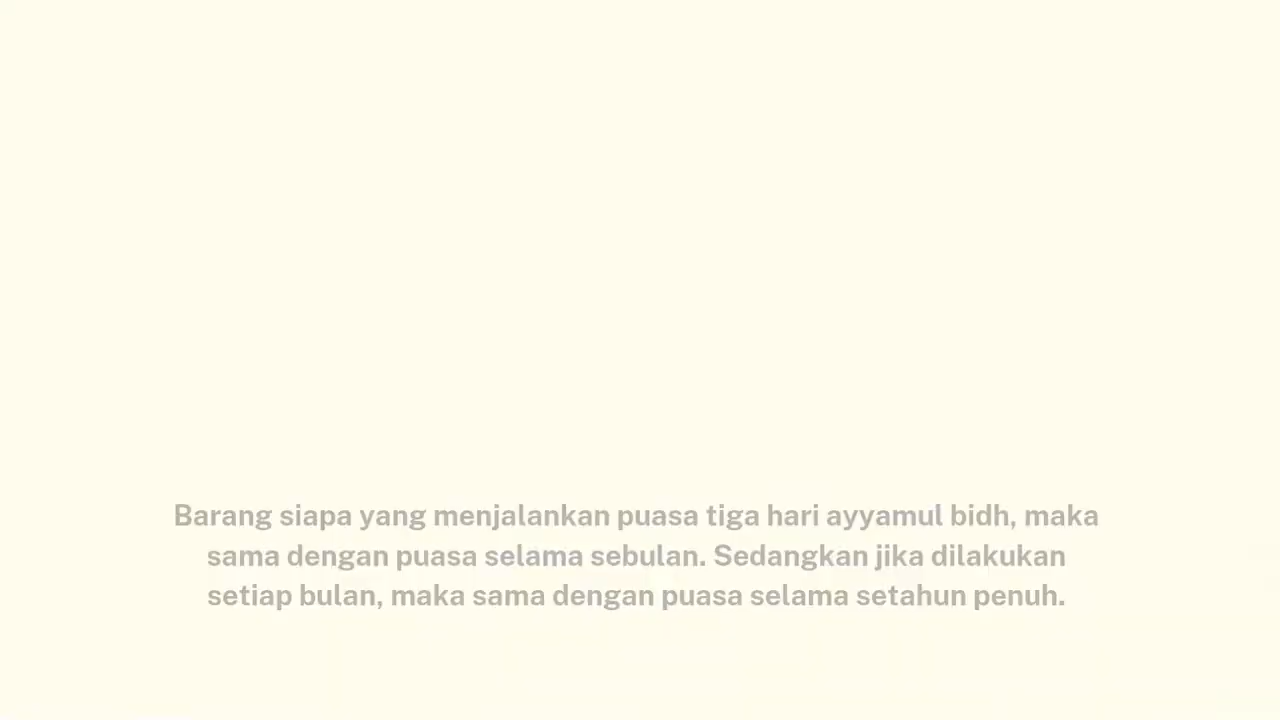 Barang siapa yang menjalankan puasa tiga hari ayyamul bidh, maka
sama dengan puasa selama sebulan. Sedangkan jika dilakukan
setiap bulan, maka sama dengan puasa selama setahun penuh.